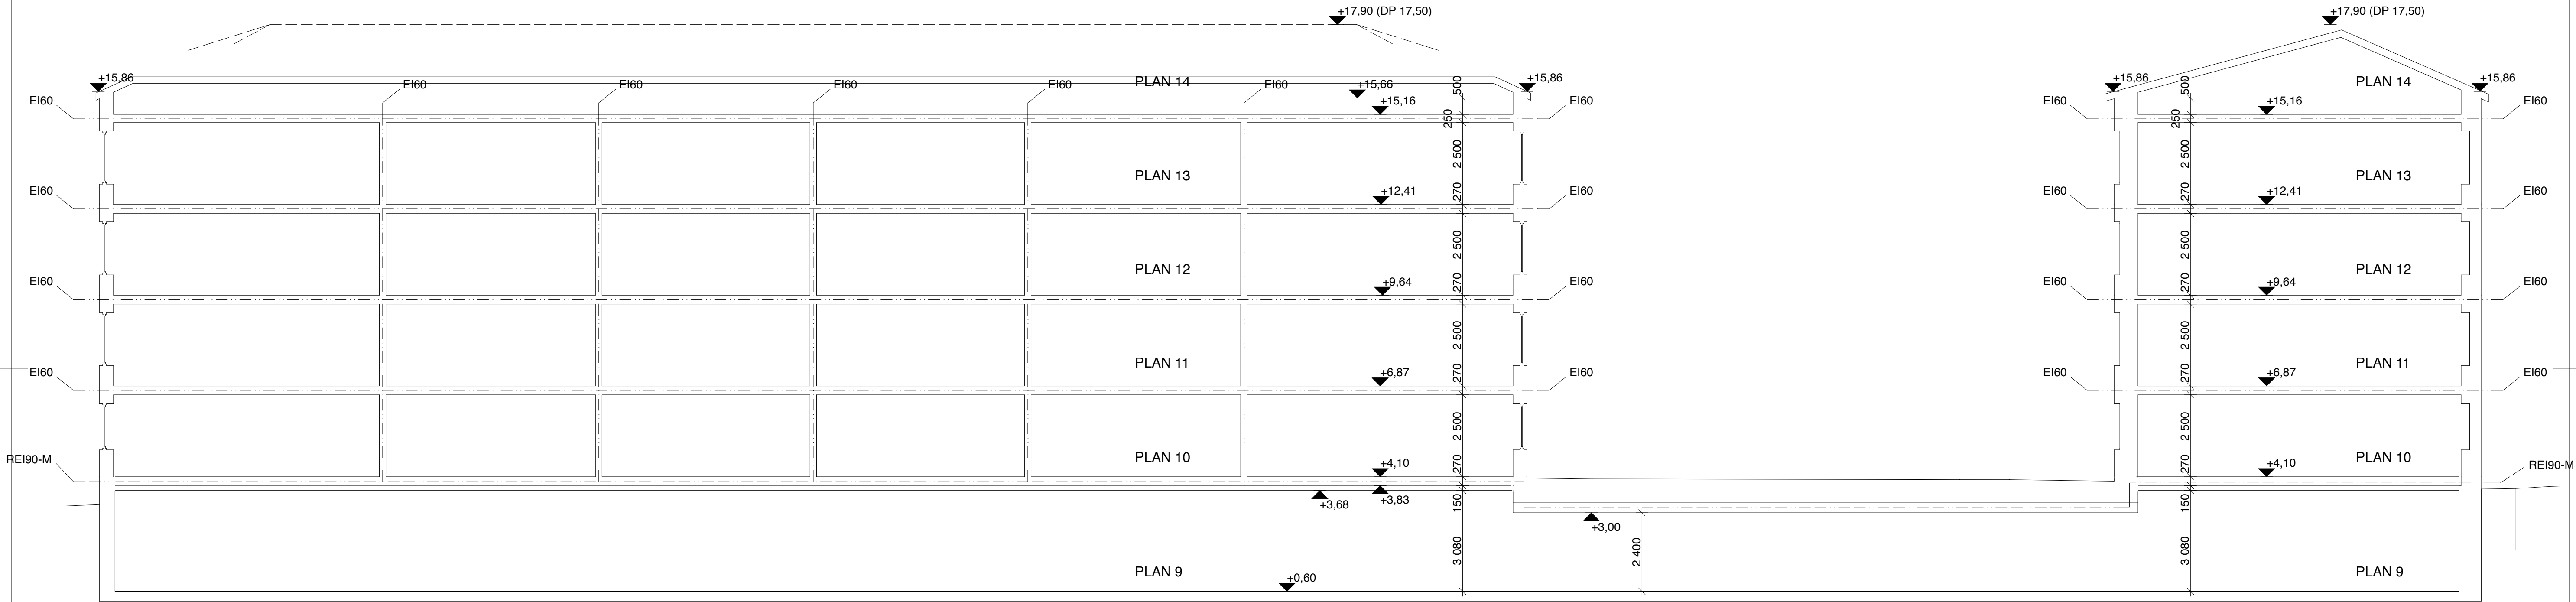 +17,90 (DP 17,50)
+17,90 (DP 17,50)
+15,86
EI60
EI60
EI60
EI60
EI60
PLAN 14
+15,66
500
+15,86
+15,86
500
PLAN 14
+15,86
EI60
+15,16
250
EI60
EI60
250
+15,16
EI60
2 500
2 500
PLAN 13
PLAN 13
EI60
+12,41
270
EI60
EI60
270
+12,41
EI60
2 500
2 500
PLAN 12
PLAN 12
EI60
+9,64
270
EI60
EI60
270
+9,64
EI60
2 500
2 500
PLAN 11
PLAN 11
EI60
+6,87
270
EI60
EI60
270
+6,87
EI60
2 500
2 500
PLAN 10
PLAN 10
REI90-M
+4,10
270
270
+4,10
REI90-M
+3,68
+3,83
150
150
+3,00
3 080
2 400
3 080
PLAN 9
PLAN 9
+0,60